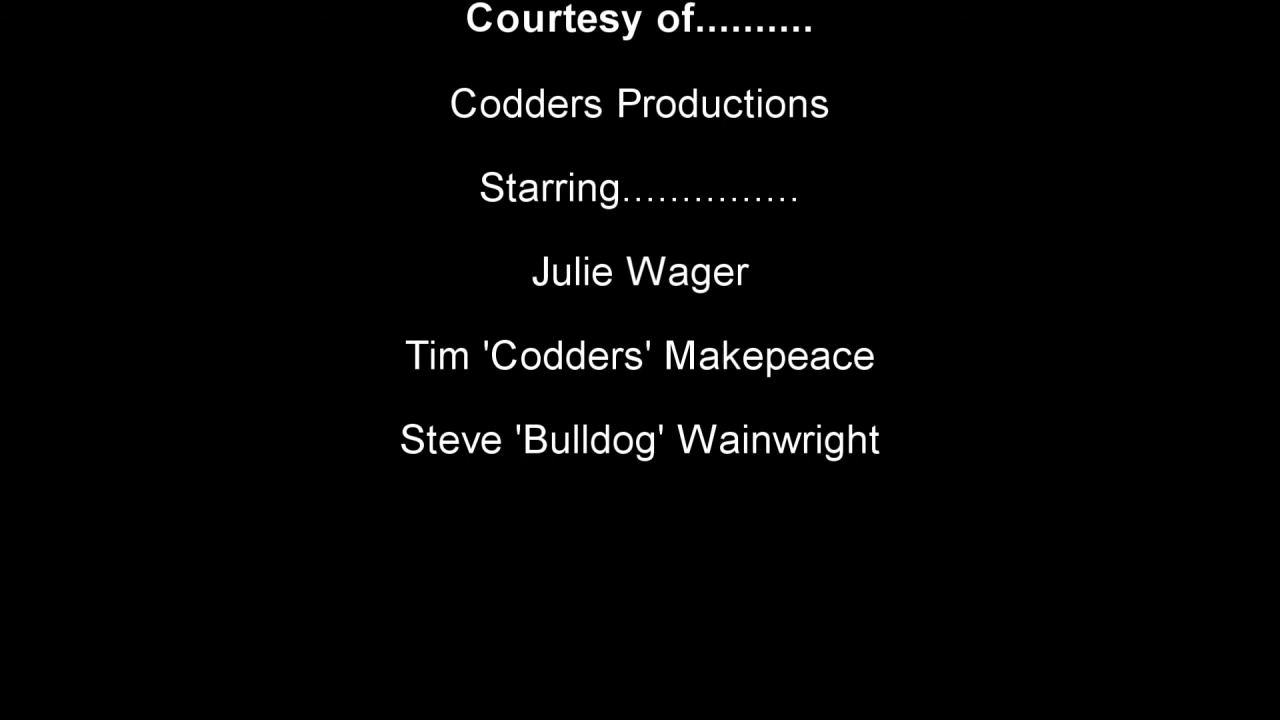 Courtesy of..........
Codders Productions
Starring...............
Julie Wager
Tim 'Codders' Makepeace
Steve 'Bulldog' Wainwright